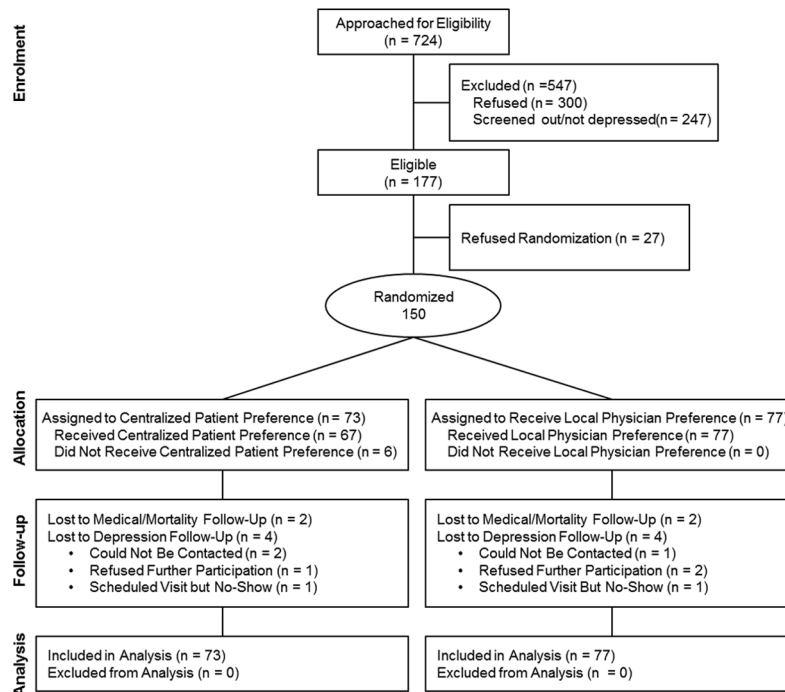 Enrolment
Approached for Eligibility
(n = 724)
Excluded (n =547)
Refused (n = 300)
Screened out/not depressed(n = 247)
Eligible
(n = 177)
Refused Randomization (n = 27)
Randomized
150
Allocation
Assigned to Centralized Patient Preference (n = 73)
Received Centralized Patient Preference (n = 67)
Did Not Receive Centralized Patient Preference (n = 6)
Assigned to Receive Local Physician Preference (n = 77)
Received Local Physician Preference (n = 77)
Did Not Receive Local Physician Preference (n = 0)
Follow-up
Lost to Medical/Mortality Follow-Up (n = 2)
Lost to Depression Follow-Up (n = 4)
• Could Not Be Contacted (n = 2)
• Refused Further Participation (n = 1)
• Scheduled Visit but No-Show (n = 1)
Lost to Medical/Mortality Follow-Up (n = 2)
Lost to Depression Follow-Up (n = 4)
• Could Not Be Contacted (n = 1)
• Refused Further Participation (n = 2)
• Scheduled Visit But No-Show (n = 1)
Analysis
Included in Analysis (n = 73)
Excluded from Analysis (n = 0)
Included in Analysis (n = 77)
Excluded from Analysis (n = 0)